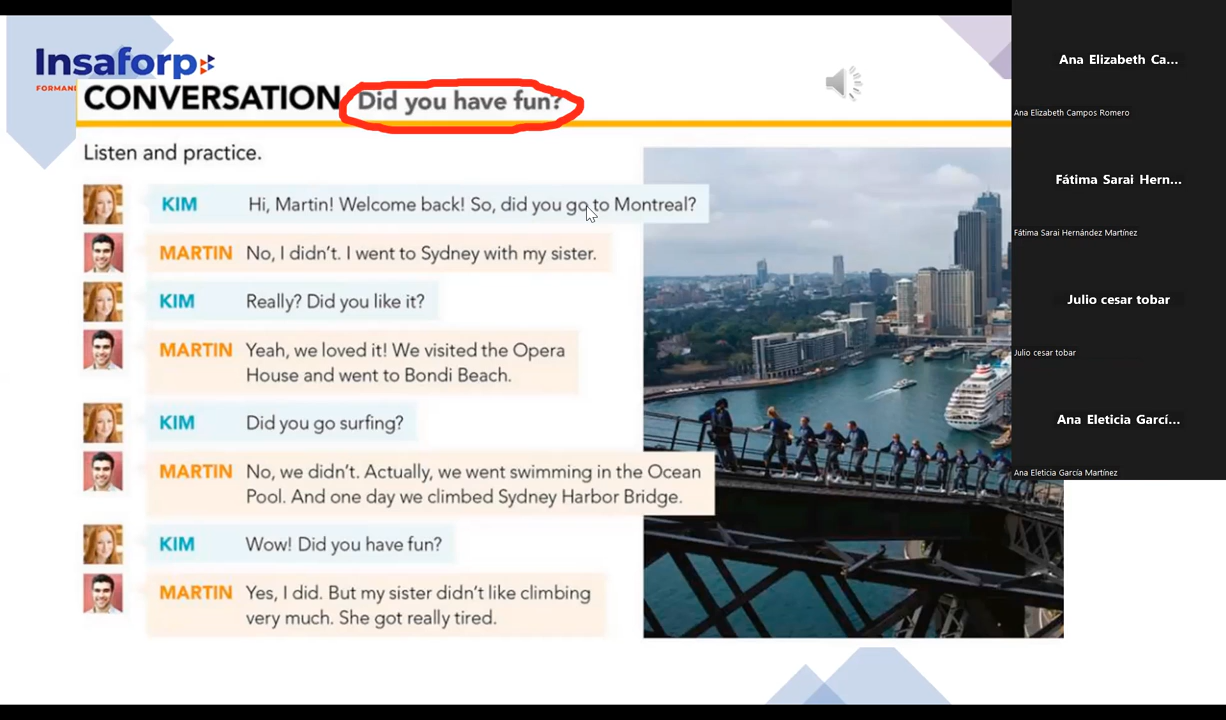 Insaforp
FORMAN
CONVERSATION Did you have fun?
Listen and practice.
KIM Hi, Martin! Welcome back! So, did you go to Montreal?
MARTIN No, I didn't. I went to Sydney with my sister.
KIM Really? Did you like it?
MARTIN Yeah, we loved it! We visited the Opera
House and went to Bondi Beach.
KIM Did you go surfing?
MARTIN No, we didn't. Actually, we went swimming in the Ocean
Pool. And one day we climbed Sydney Harbor Bridge.
KIM Wow! Did you have fun?
MARTIN Yes, I did. But my sister didn't like climbing
very much. She got really tired.
Ana Elizabeth Ca...
Ana Elizabeth Campos Romero
Fátima Sarai Hern...
Fátima Sarai Hernández Martínez
Julio cesar tobar
Julio cesar tobar
Ana Eleticia Garcí...
Ana Eleticia García Martínez